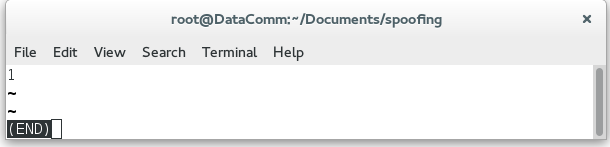 root@DataComm:~/Documents/spoofing ×
File Edit View Search Terminal Help
1
~
~
(END)